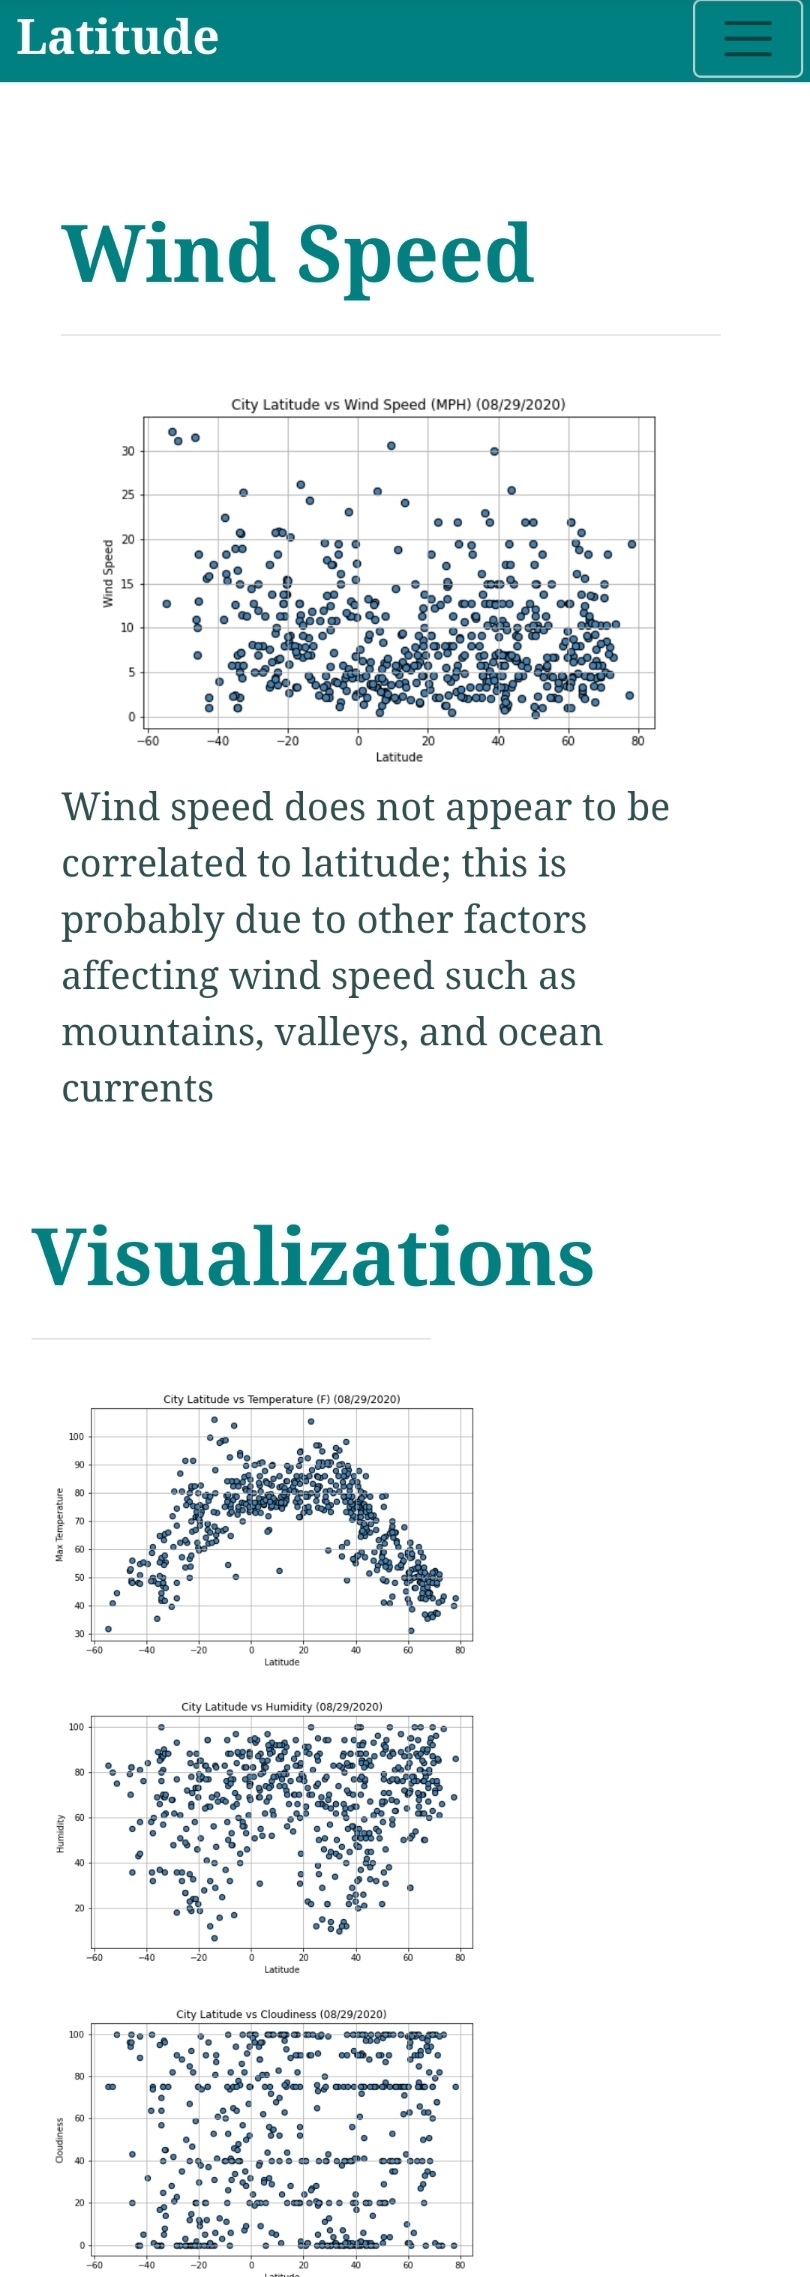 Latitude
Wind Speed
City Latitude vs Wind Speed (MPH) (08/29/2020)
Wind Speed
30
25
20
15
10
5
0
−60 −40 −20 0 20 40 60 80
Latitude
Wind speed does not appear to be
correlated to latitude; this is
probably due to other factors
affecting wind speed such as
mountains, valleys, and ocean
currents
Visualizations
City Latitude vs Temperature (F) (08/29/2020)
Max Temperature
100
90
80
70
60
50
40
30
−60 −40 −20 0 20 40 60 80
Latitude
City Latitude vs Humidity (08/29/2020)
Humidity
100
80
60
40
20
−60 −40 −20 0 20 40 60 80
Latitude
City Latitude vs Cloudiness (08/29/2020)
Cloudiness
100
80
60
40
20
0
−60 −40 −20 0 20 40 60 80
Latitude